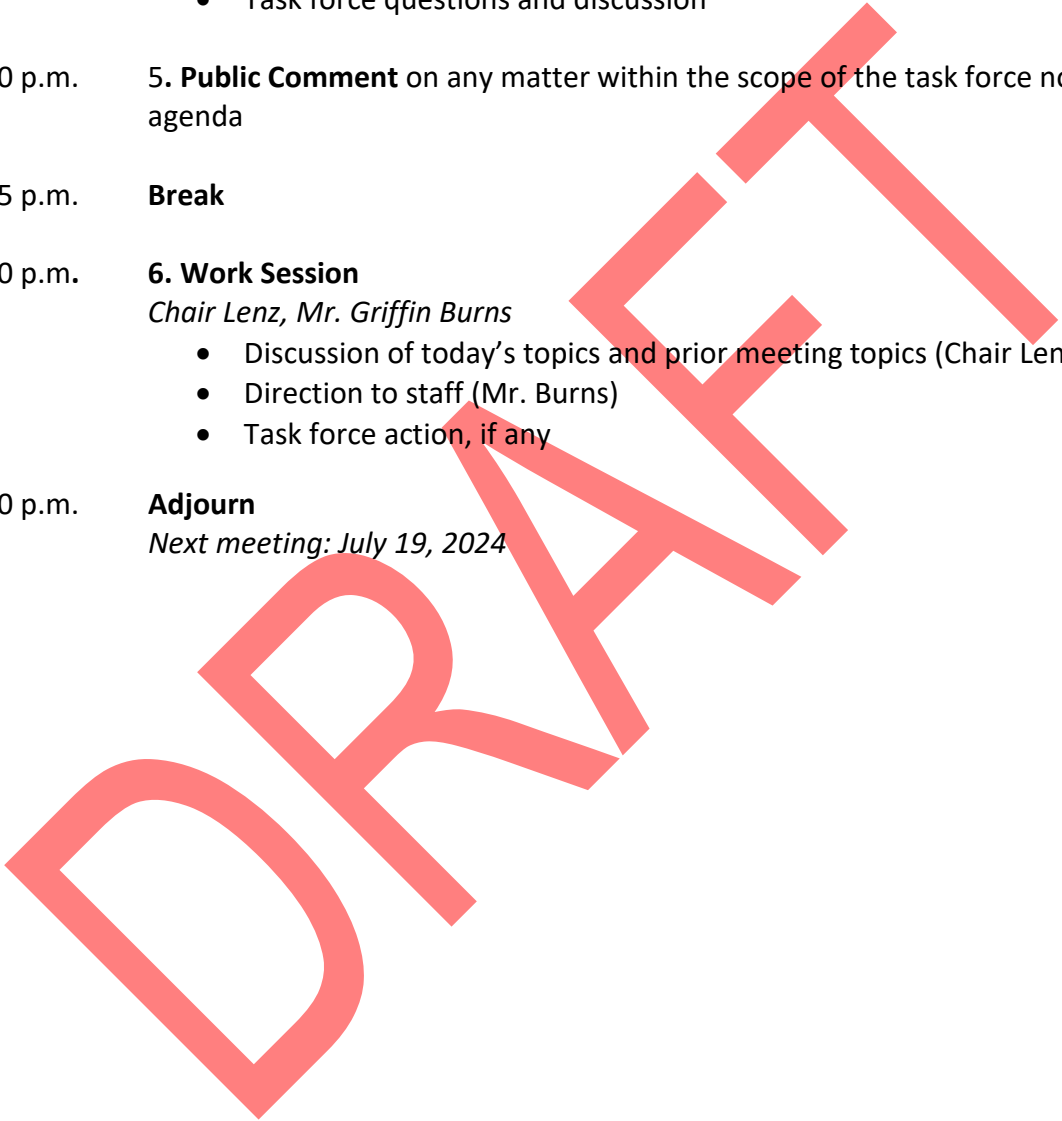 • Task force questions and discussion
0 p.m. 5. Public Comment on any matter within the scope of the task force
agenda
5 p.m. Break
0 p.m. 6. Work Session
Chair Lenz, Mr. Griffin Burns
• Discussion of today’s topics and prior meeting topics (Chair Len
• Direction to staff (Mr. Burns)
• Task force action, if any
0 p.m. Adjourn
Next meeting: July 19, 2024
DRAFT